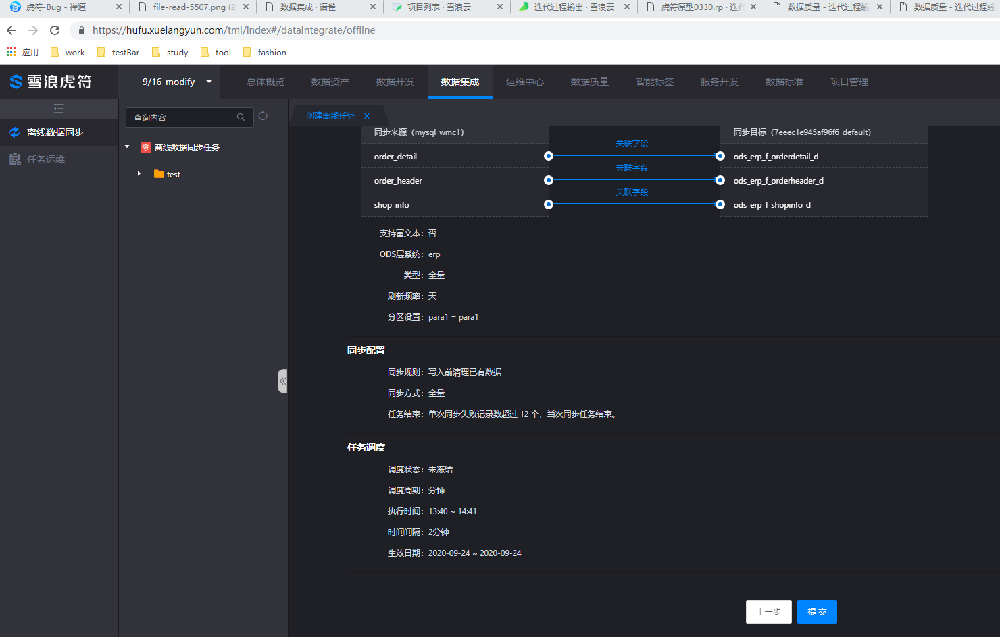 虎符-Bug - 禅道
file-read-5507.png (2
数据集成 · 语雀
项目列表 · 雪浪云
迭代过程输出 · 雪浪云
虎符原型0330.rp · 迭代
数据质量 - 迭代过程输
数据质量 - 迭代过程输
https://hufu.xuelangyun.com/tml/index#/dataIntegrate/offline
应用 work testBar study tool fashion
雪浪虎符 9/16_modify 总体概览 数据资产 数据开发 数据集成 运维中心 数据质量 智能标签 服务开发 数据标准 项目管理
离线数据同步
任务运维
查询内容
离线数据同步任务
test
创建离线任务 X
同步来源（mysql_wmc1） 同步目标（7eeec1e945af96f6_default）
order_detail 关联字段 ods_erp_f_orderdetail_d
order_header 关联字段 ods_erp_f_orderheader_d
shop_info 关联字段 ods_erp_f_shopinfo_d
支持富文本：否
ODS层系统：erp
类型：全量
刷新频率：天
分区设置：para1 = para1
同步配置
同步规则：写入前清理已有数据
同步方式：全量
任务结束：单次同步失败记录数超过 12 个，当次同步任务结束。
任务调度
调度状态：未冻结
调度周期：分钟
执行时间：13:40 ~ 14:41
时间间隔：2分钟
生效日期：2020-09-24 ~ 2020-09-24
上一步 提交